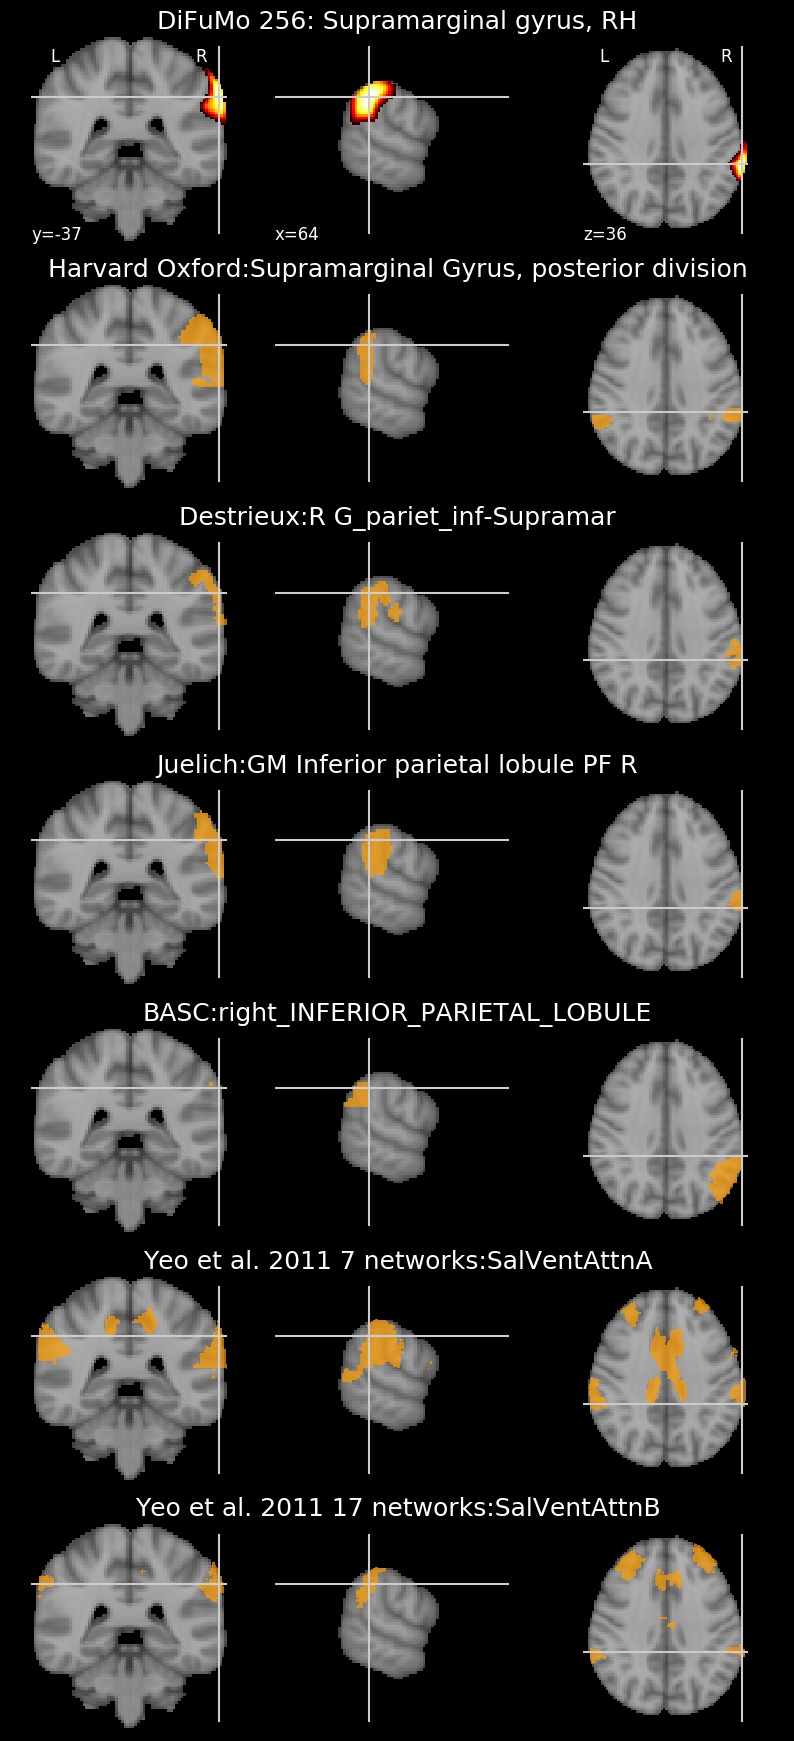 DiFuMo 256: Supramarginal gyrus, RH
L R L R
y=-37 x=64 z=36
Harvard Oxford:Supramarginal Gyrus, posterior division
Destrieux:R G_pariet_inf-Supramar
Juelich:GM Inferior parietal lobule PF R
BASC:right_INFERIOR_PARIETAL_LOBULE
Yeo et al. 2011 7 networks:SalVentAttnA
Yeo et al. 2011 17 networks:SalVentAttnB